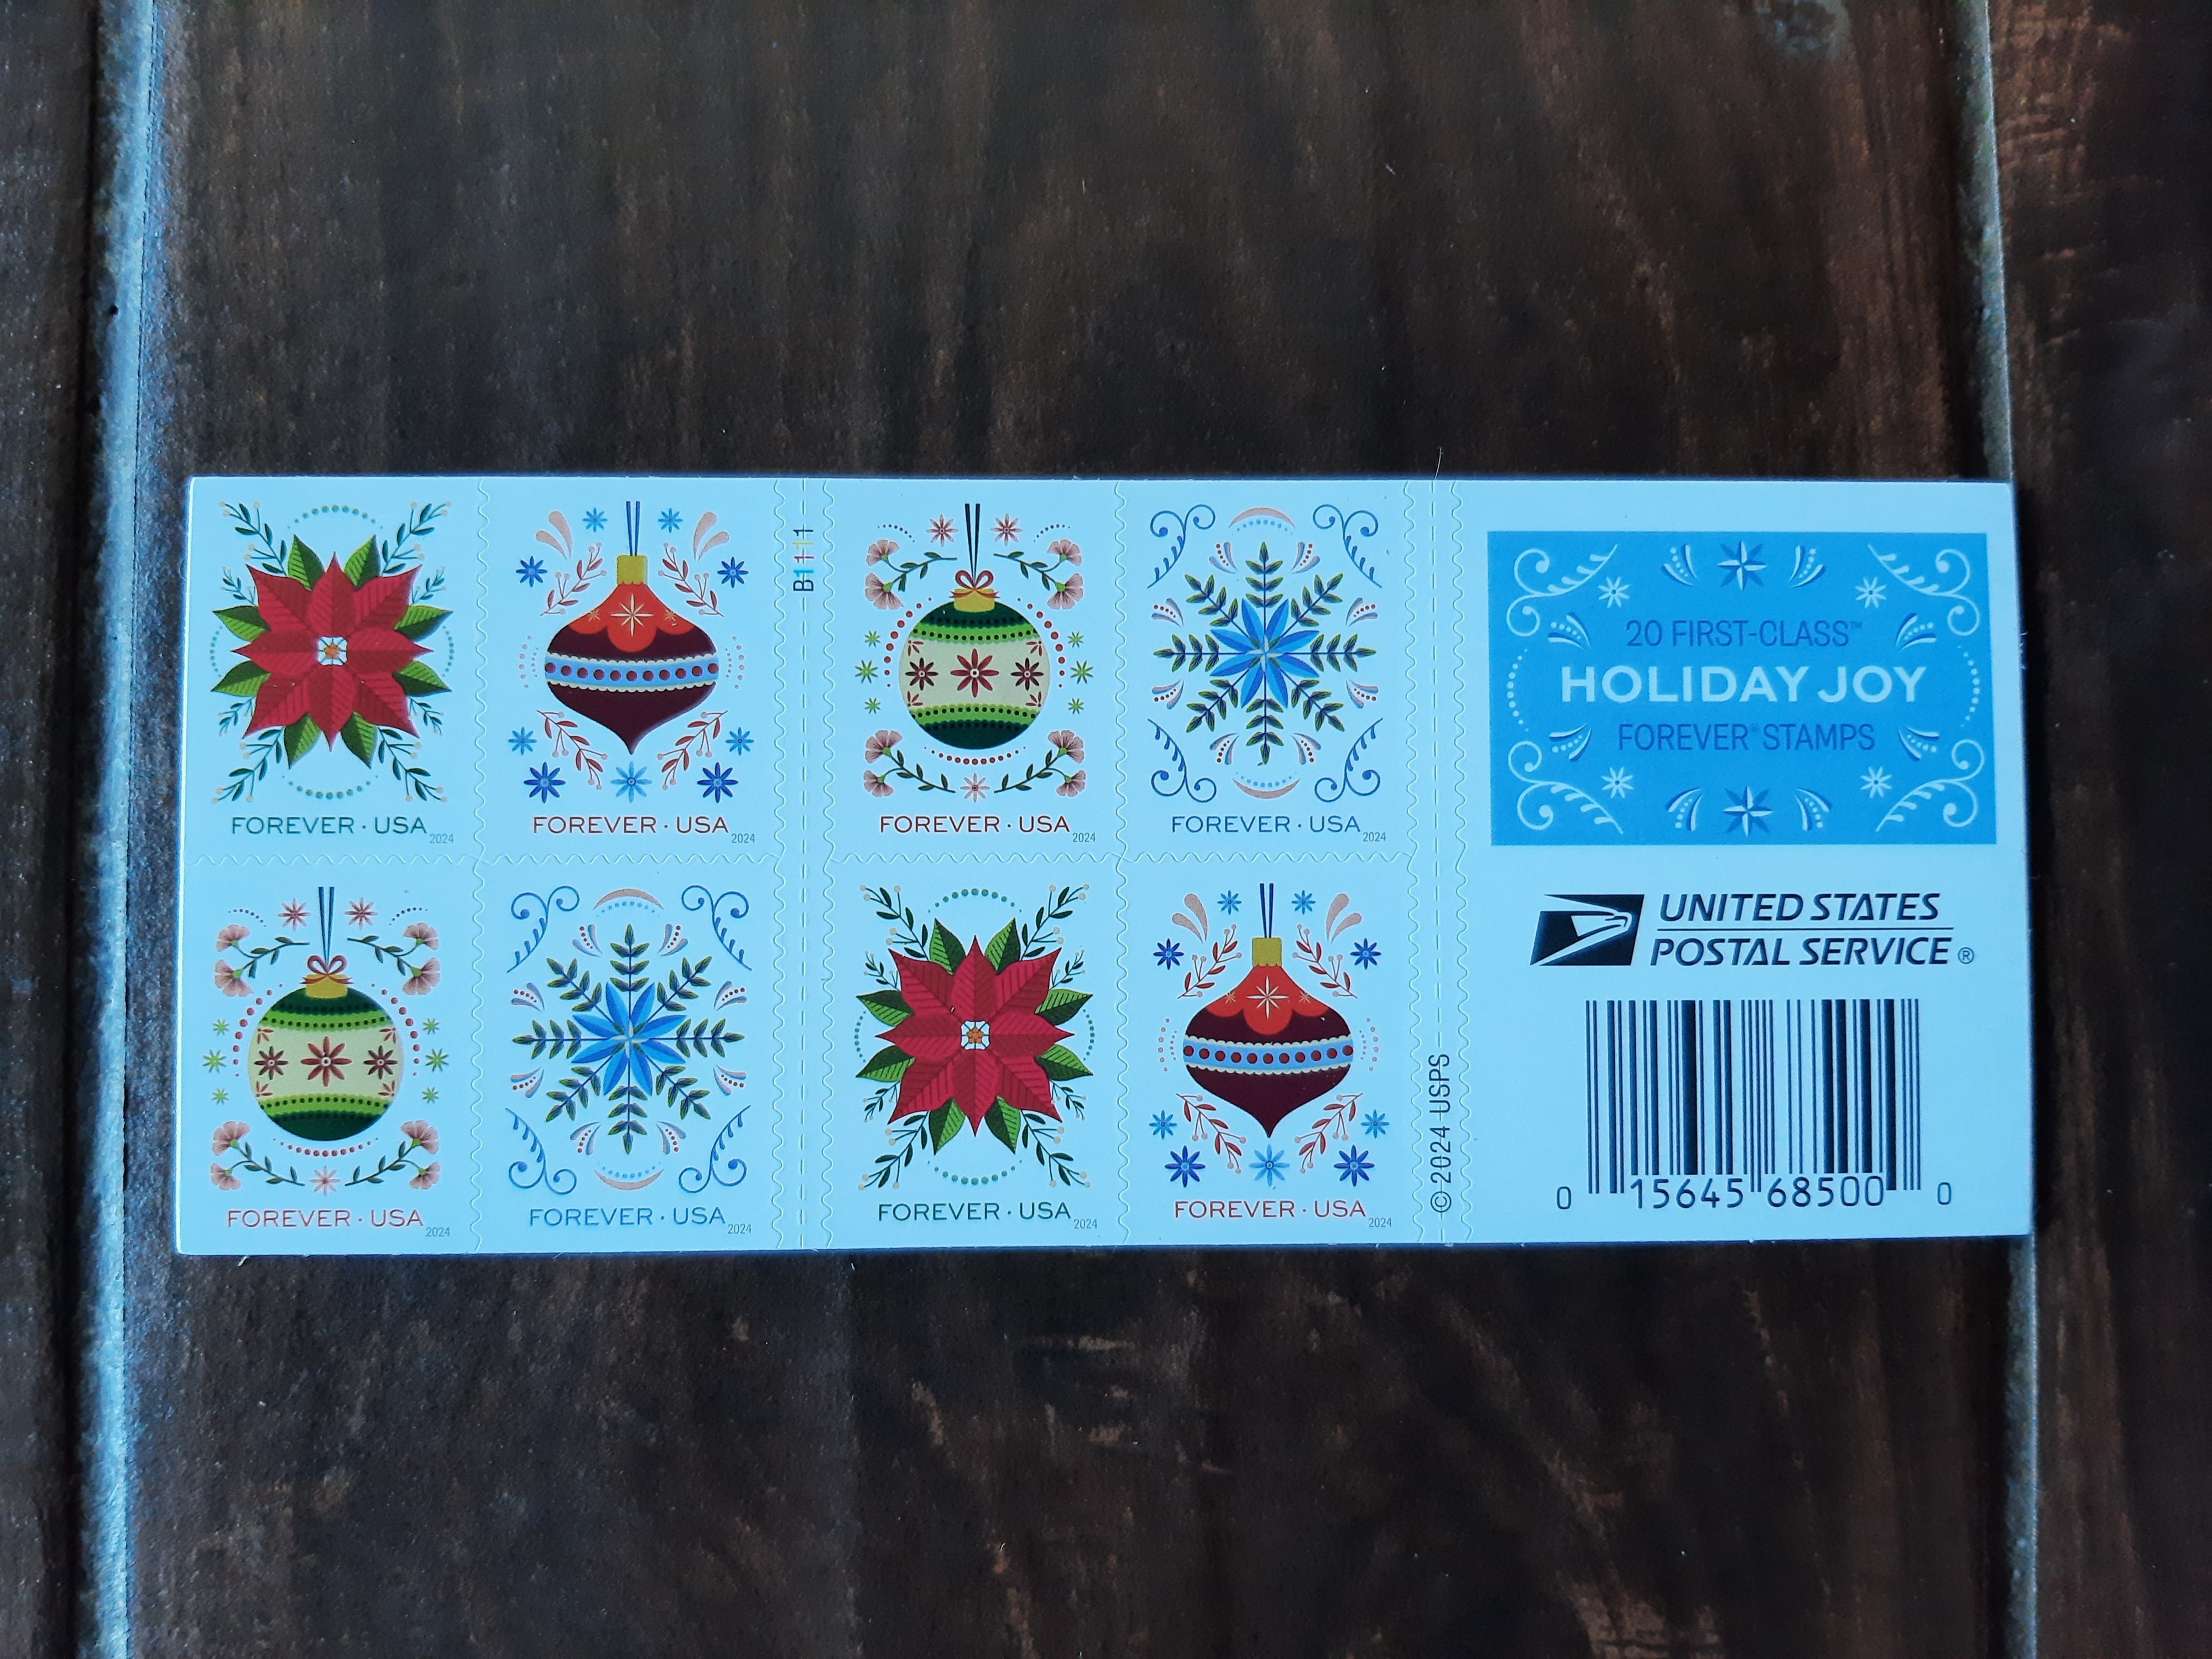 FOREVER · USA 2024
FOREVER · USA 2024
B1111
FOREVER · USA 2024
FOREVER · USA 2024
FOREVER · USA 2024
FOREVER · USA 2024
FOREVER · USA 2024
FOREVER · USA 2024
© 2024 USPS
20 FIRST-CLASS™
HOLIDAY JOY
FOREVER® STAMPS
UNITED STATES
POSTAL SERVICE®
0 15645 68500 0